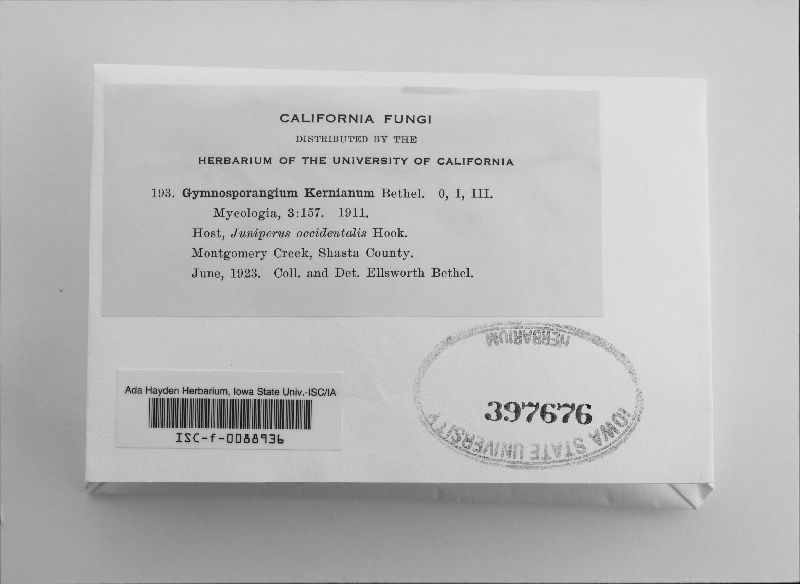 CALIFORNIA FUNGI
DISTRIBUTED BY THE
HERBARIUM OF THE UNIVERSITY OF CALIFORNIA
193. Gymnosporangium Kernianum Bethel. 0, I, III.
Mycologia, 3:157. 1911.
Host, Juniperus occidentalis Hook.
Montgomery Creek, Shasta County.
June, 1923. Coll. and Det. Ellsworth Bethel.
Ada Hayden Herbarium, Iowa State Univ.-ISC/IA
ISC-f-0088936
HERBARIUM
397676
IOWA STATE UNIVERSITY